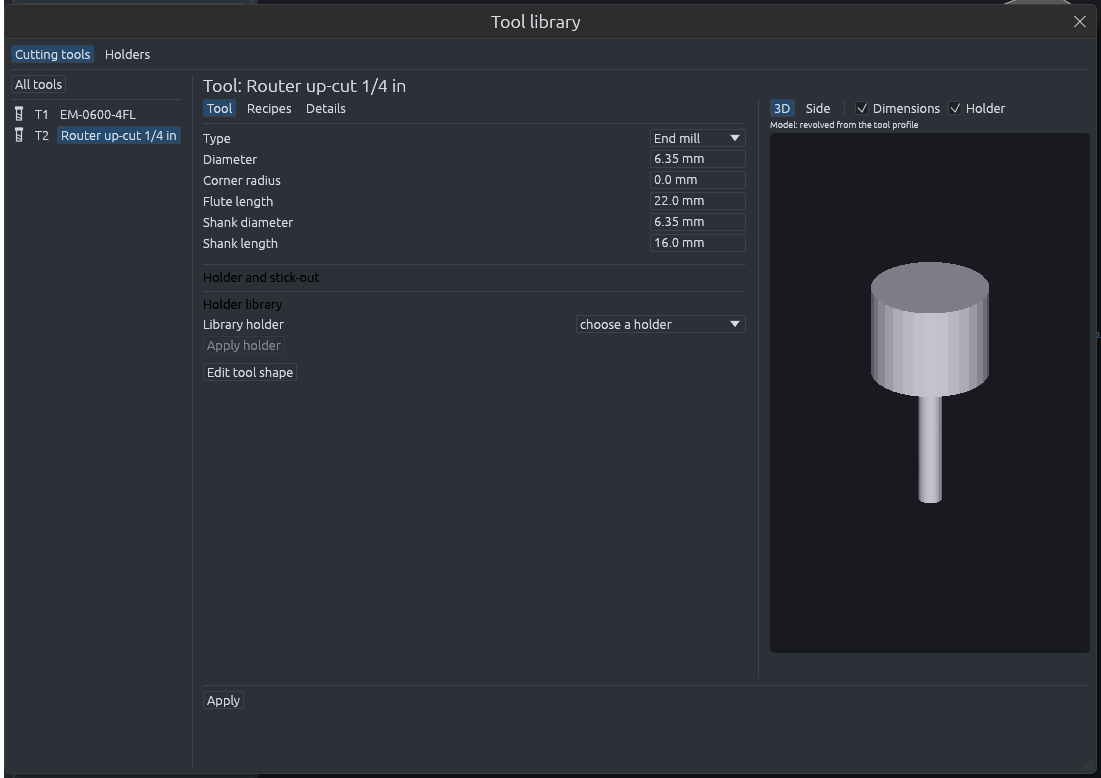 Tool library
Cutting tools Holders
All tools
T1 EM-0600-4FL
T2 Router up-cut 1/4 in
Tool: Router up-cut 1/4 in
Tool Recipes Details
Type End mill
Diameter 6.35 mm
Corner radius 0.0 mm
Flute length 22.0 mm
Shank diameter 6.35 mm
Shank length 16.0 mm
Holder and stick-out
Holder library
Library holder choose a holder
Apply holder
Edit tool shape
Apply
3D Side Dimensions Holder
Model: revolved from the tool profile